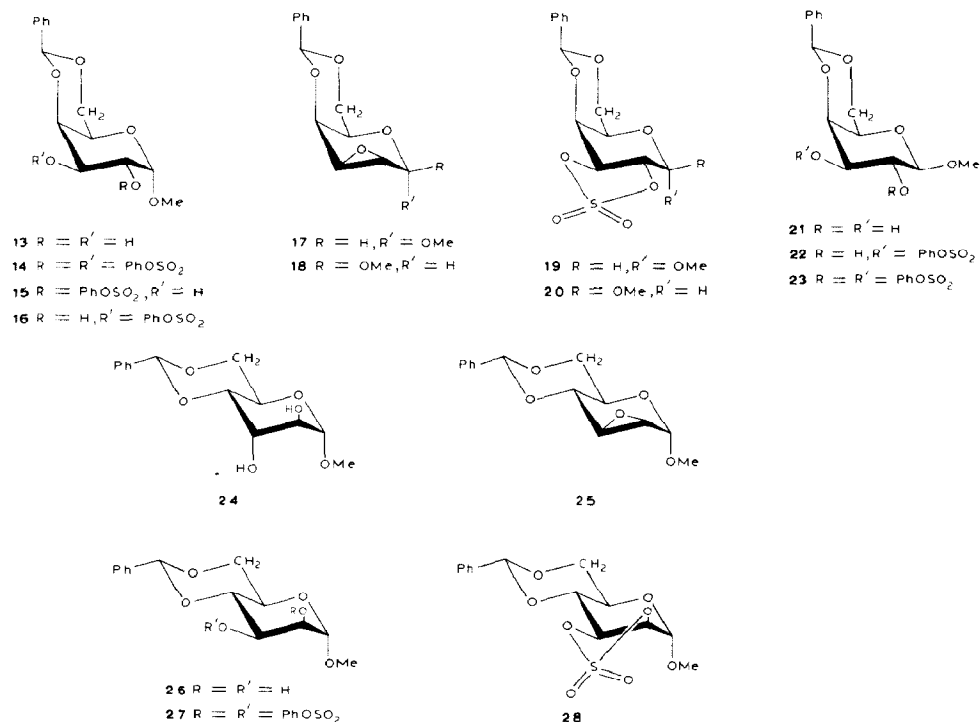 Ph
O
O
CH2
O
R'O
RO
OMe
13 R = R' = H
14 R = R' = PhOSO2
15 R = PhOSO2, R' = H
16 R = H, R' = PhOSO2
Ph
O
O
CH2
O
O
R
R'
17 R = H, R' = OMe
18 R = OMe, R' = H
Ph
O
O
CH2
O
O
O
S
O
O
R
R'
19 R = H, R' = OMe
20 R = OMe, R' = H
Ph
O
O
CH2
O
R'O
RO
OMe
21 R = R' = H
22 R = H, R' = PhOSO2
23 R = R' = PhOSO2
Ph
O
O
CH2
O
HO
HO
OMe
24
Ph
O
O
CH2
O
O
OMe
25
Ph
O
O
CH2
O
RO
R'O
OMe
26 R = R' = H
27 R = R' = PhOSO2
Ph
O
O
CH2
O
O
O
S
O
O
OMe
28